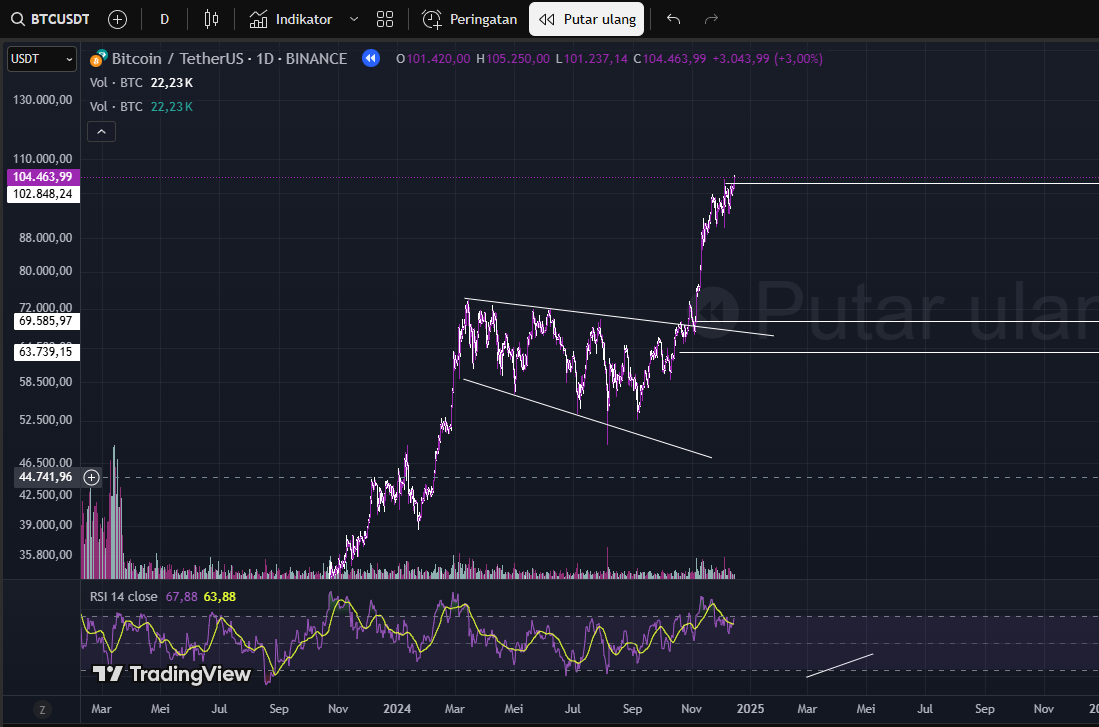 BTCUSDT D Indikator Peringatan Putar ulang
USDT Bitcoin / TetherUS · 1D · BINANCE O101.420,00 H105.250,00 L101.237,14 C104.463,99 +3.043,99 (+3,00%)
Vol · BTC 22,23K
Vol · BTC 22,23K
130.000,00
110.000,00
104.463,99
102.848,24
88.000,00
80.000,00
72.000,00
69.585,97
Putar ulan
63.739,15
58.500,00
52.500,00
46.500,00
44.741,96
42.500,00
39.000,00
35.800,00
RSI 14 close 67,88 63,88
TradingView
Z Mar Mei Jul Sep Nov 2024 Mar Mei Jul Sep Nov 2025 Mar Mei Jul Sep Nov 20